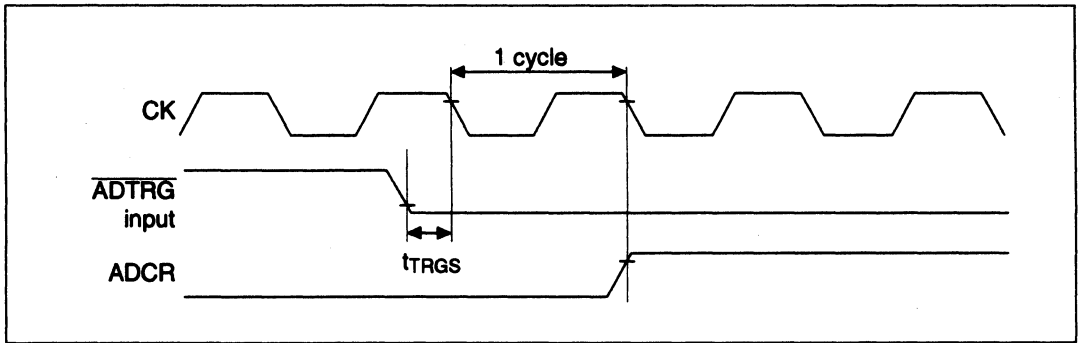 1 cycle
CK
ADTRG
input
tTRGS
ADCR